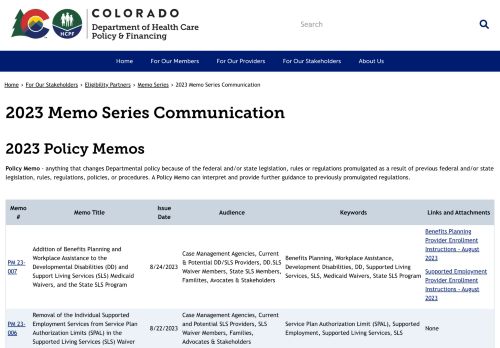 COLORADO
Department of Health Care
Policy & Financing
HCPF
Search
Home
For Our Members
For Our Providers
For Our Stakeholders
About Us
Home › For Our Stakeholders › Eligibility Partners › Memo Series › 2023 Memo Series Communication
2023 Memo Series Communication
2023 Policy Memos
Policy Memo - anything that changes Departmental policy because of the federal and/or state legislation, rules or regulations promulgated as a result of previous federal and/or state
legislation, rules, regulations, policies, or procedures. A Policy Memo can interpret and provide further guidance to previously promulgated regulations.
Memo
#
Memo Title
Issue
Date
Audience
Keywords
Links and Attachments
PM 23-
007
Addition of Benefits Planning and
Workplace Assistance to the
Developmental Disabilities (DD) and
Support Living Services (SLS) Medicaid
Waivers, and the State SLS Program
8/24/2023
Case Management Agencies, Current
& Potential DD/SLS Providers, DD,SLS
Waiver Members, State SLS Members,
Families, Avocates & Stakeholders
Benefits Planning, Workplace Assistance,
Development Disabilities, DD, Supported Living
Services, SLS, Medicaid Waiver, State SLS Program
Benefits Planning
Provider Enrollment
Instructions - August
2023
Supported Employment
Provider Enrollment
Instructions - August
2023
PM 23-
006
Removal of the Individual Supported
Employment Services from Service Plan
Authorization Limits (SPAL) in the
Supported Living Services (SLS) Waiver
8/22/2023
Case Management Agencies, Current
and Potential SLS Providers, SLS
Waiver Members, Families,
Advocates & Stakeholders
Service Plan Authorization Limit (SPAL), Supported
Employment, Supported Living Services, SLS
None